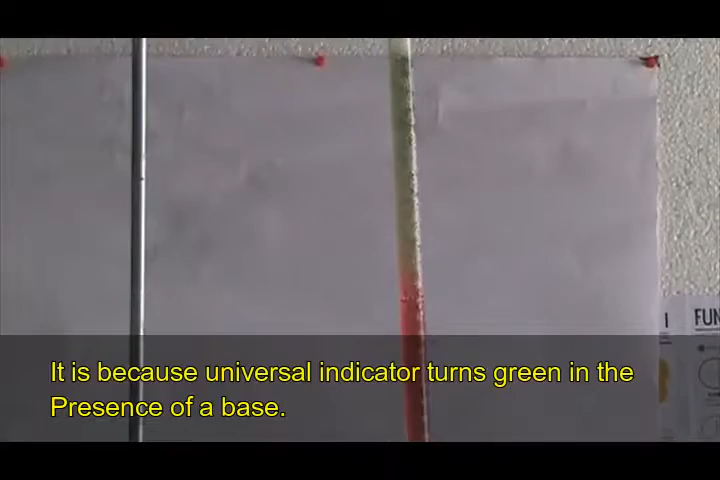 FUN
It is because universal indicator turns green in the
Presence of a base.